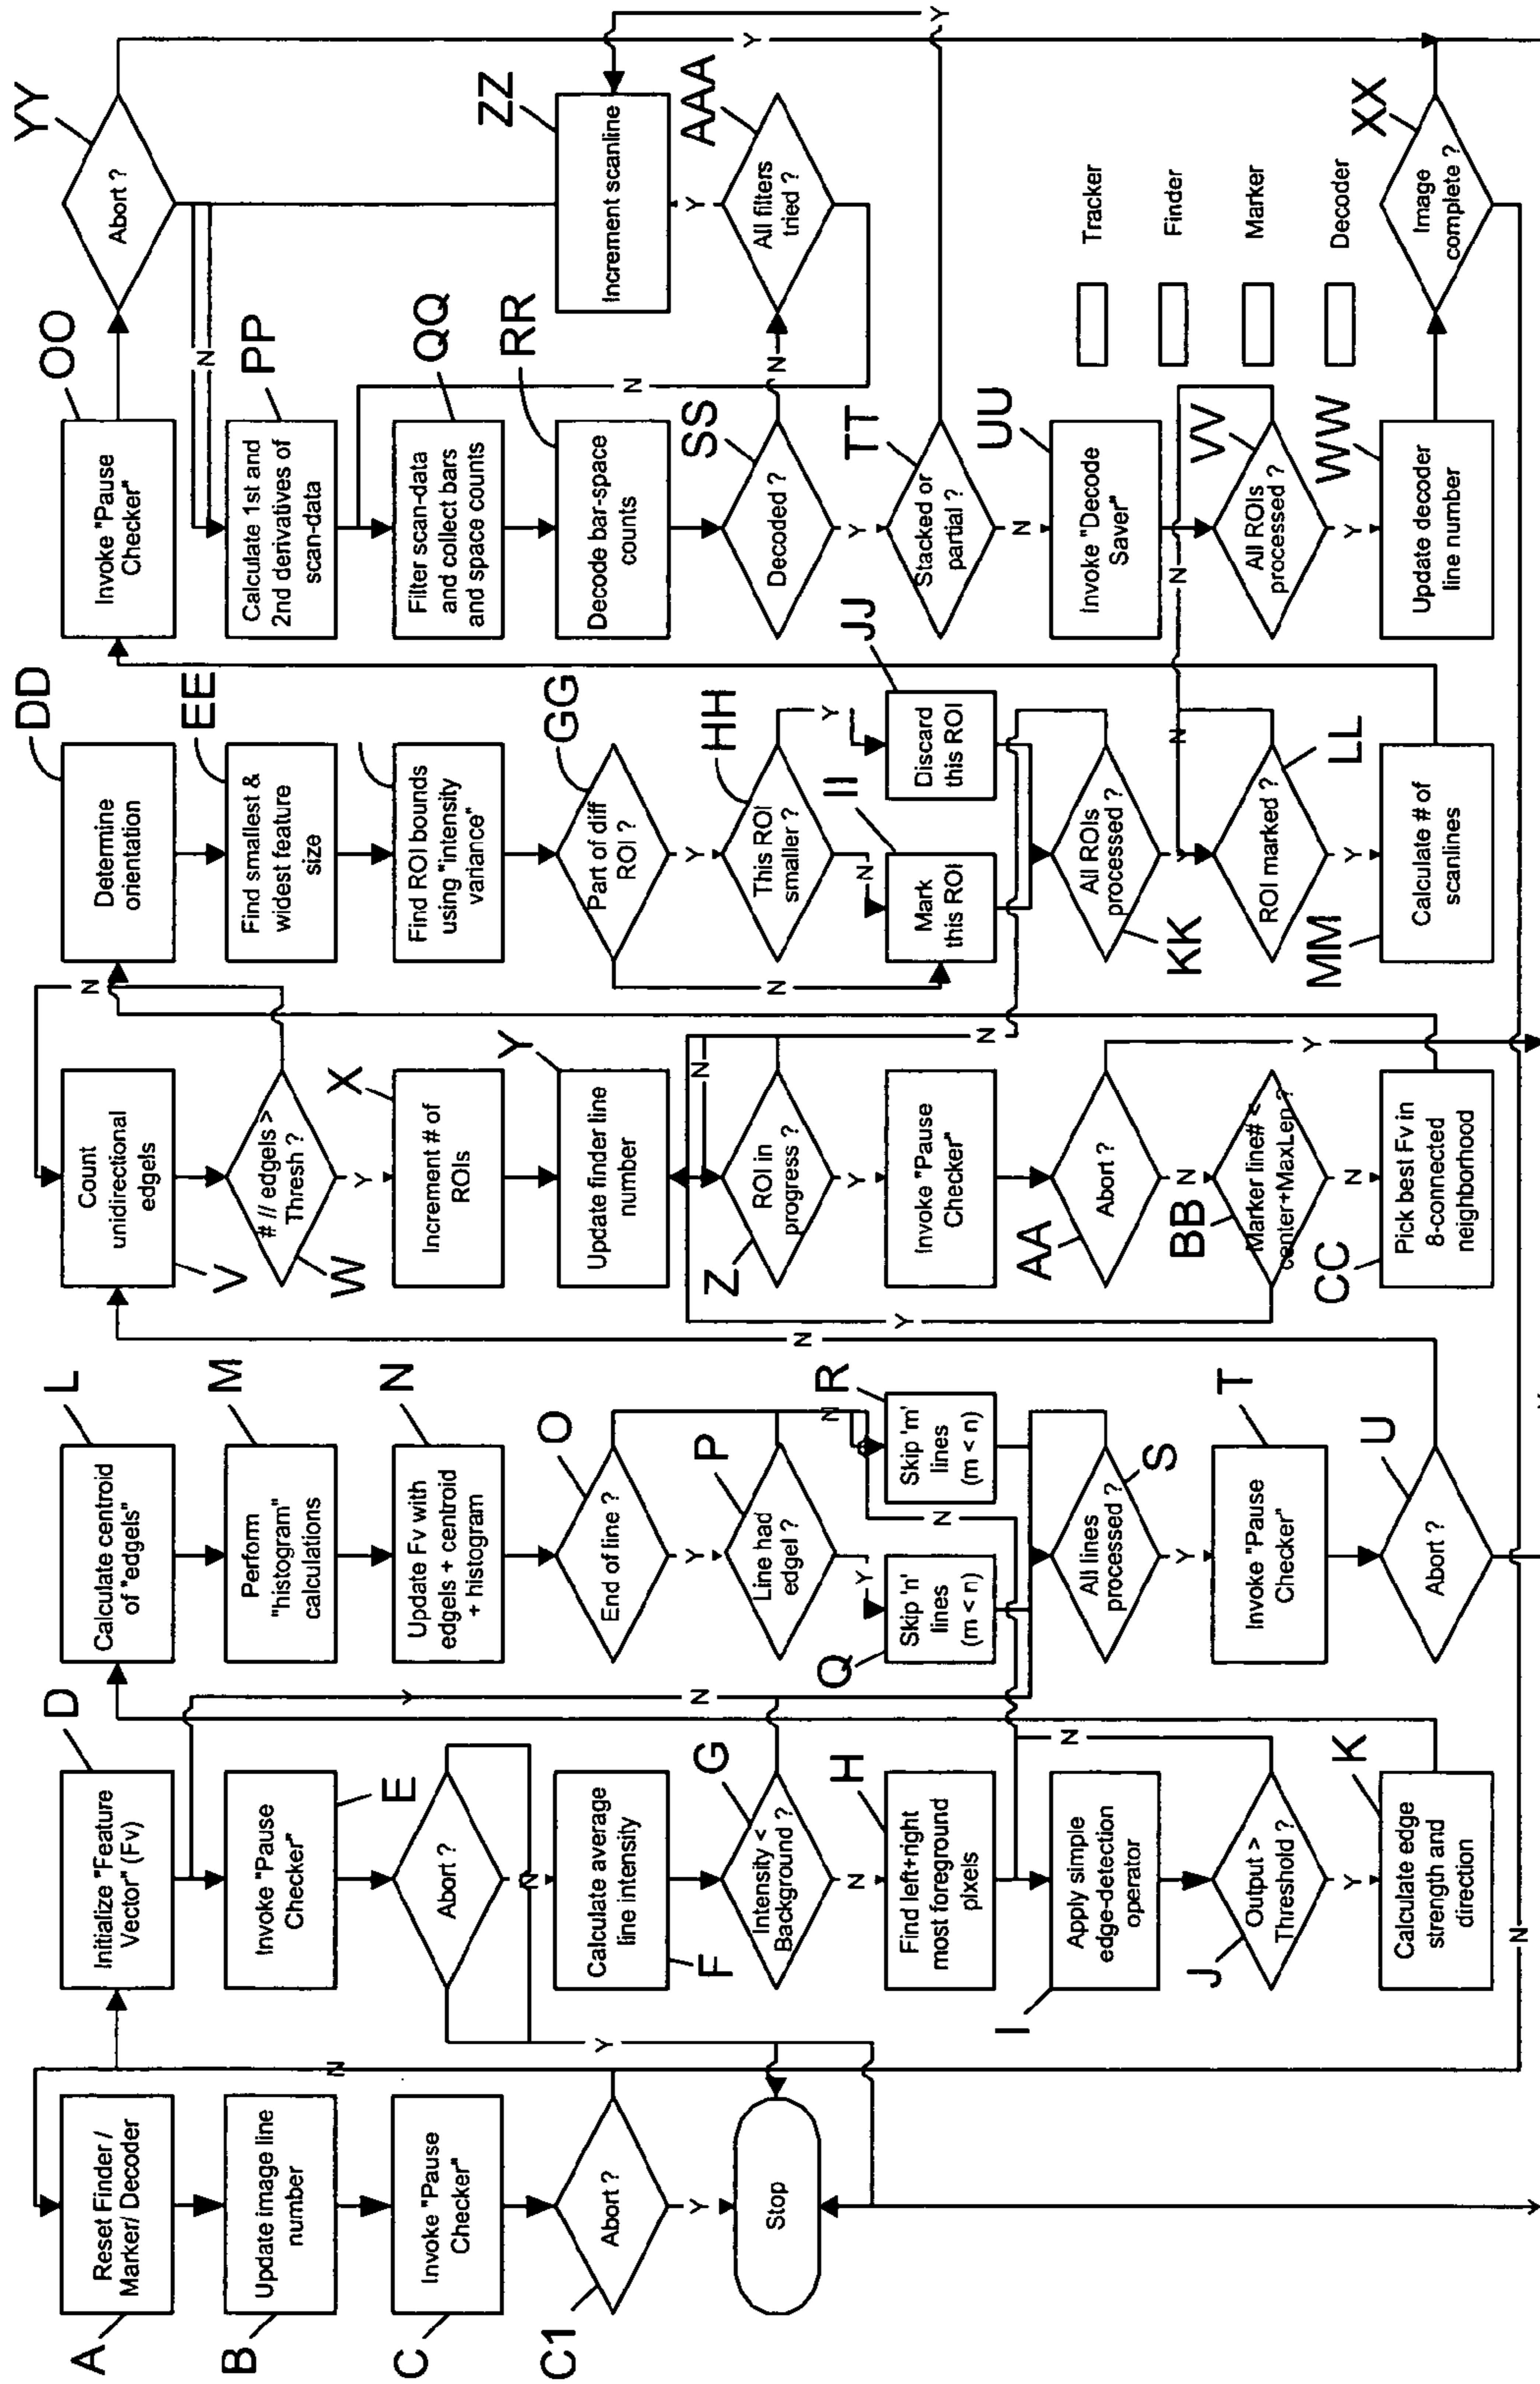 A
Reset Finder /
Marker/ Decoder
B
Update image line
number
C
Invoke "Pause
Checker"
C1
Abort ?
N
Y
Stop
D
Initialize "Feature
Vector" (Fv)
Invoke "Pause
Checker"
E
Abort ?
N
Y
Calculate average
line intensity
F
G
Intensity <
Background ?
N
N
H
Find left+right
most foreground
pixels
I
Apply simple
edge-detection
operator
J
Output >
Threshold ?
N
Y
K
Calculate edge
strength and
direction
L
Calculate centroid
of "edgels"
M
Perform
"histogram"
calculations
N
Update Fv with
edgels + centroid
+ histogram
O
End of line ?
Y
N
P
Line had
edgel ?
Y
Q
Skip 'n'
lines
(m < n)
R
Skip 'm'
lines
(m < n)
N
S
All lines
processed ?
Y
T
Invoke "Pause
Checker"
U
Abort ?
N
V
Count
unidirectional
edgels
N
W
# // edgels >
Thresh ?
Y
X
Increment # of
ROIs
Y
Update finder line
number
N
Z
ROI in
progress ?
Y
N
Invoke "Pause
Checker"
AA
Abort ?
Y
N
BB
Marker line# <
center+MaxLen ?
Y
N
CC
Pick best Fv in
8-connected
neighborhood
DD
Determine
orientation
EE
Find smallest &
widest feature
size
Find ROI bounds
using "intensity
variance"
GG
Part of diff
ROI ?
Y
N
HH
This ROI
smaller ?
Y
N
II
Mark
this ROI
JJ
Discard
this ROI
KK
All ROIs
processed ?
Y
N
LL
ROI marked ?
Y
MM
Calculate # of
scanlines
OO
Invoke "Pause
Checker"
YY
Abort ?
Y
N
PP
Calculate 1st and
2nd derivatives of
scan-data
QQ
Filter scan-data
and collect bars
and space counts
N
RR
Decode bar-space
counts
ZZ
Increment scanline
Y
SS
Decoded ?
N
Y
AAA
All filters
tried ?
Y
TT
Stacked or
partial ?
N
UU
Invoke "Decode
Saver"
N
VV
All ROIs
processed ?
Y
WW
Update decoder
line number
XX
Image
complete ?
N
Tracker
Finder
Marker
Decoder